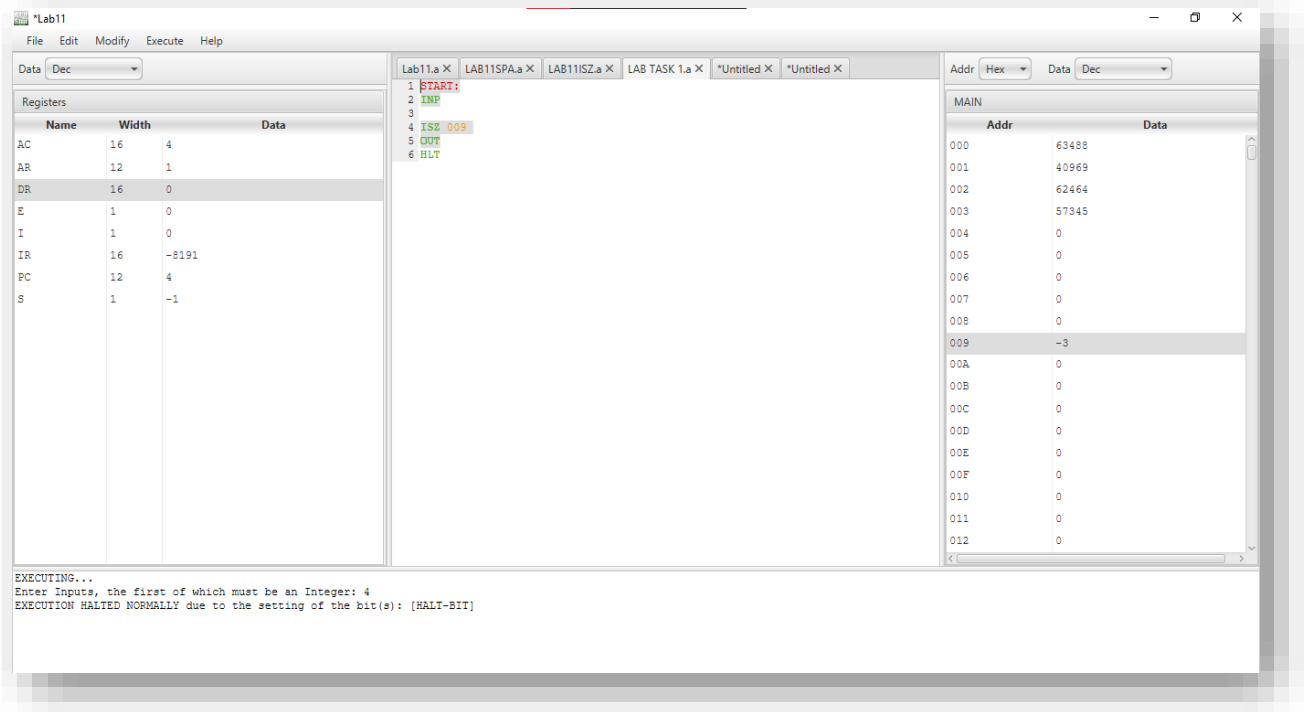 *Lab11
File Edit Modify Execute Help
Data Dec
Registers
Name Width Data
AC 16 4
AR 12 1
DR 16 0
E 1 0
I 1 0
IR 16 -8191
PC 12 4
S 1 -1
Lab11.a LAB11SPA.a LAB11ISZ.a LAB TASK 1.a *Untitled *Untitled
1 START:
2 INP
3
4 ISZ 009
5 OUT
6 HLT
Addr Hex Data Dec
MAIN
Addr Data
000 63488
001 40969
002 62464
003 57345
004 0
005 0
006 0
007 0
008 0
009 -3
00A 0
00B 0
00C 0
00D 0
00E 0
00F 0
010 0
011 0
012 0
EXECUTING...
Enter Inputs, the first of which must be an Integer: 4
EXECUTION HALTED NORMALLY due to the setting of the bit(s): [HALT-BIT]